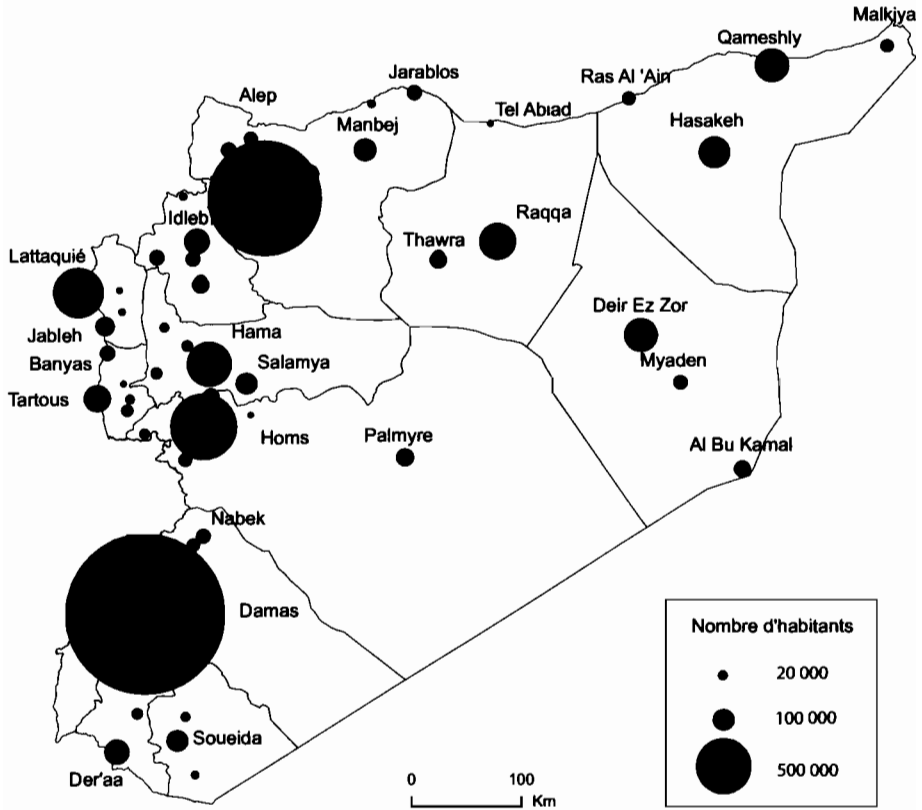 Malkiya
Qameshly
Jarablos
Ras Al 'Ain
Alep
Tel Abiad
Manbej
Hasakeh
Idleb
Raqqa
Thawra
Lattaquié
Deir Ez Zor
Jableh
Hama
Myaden
Banyas
Salamya
Tartous
Homs
Palmyre
Al Bu Kamal
Nabek
Damas
Soueida
Der'aa
Nombre d'habitants
20 000
100 000
500 000
0 100
Km